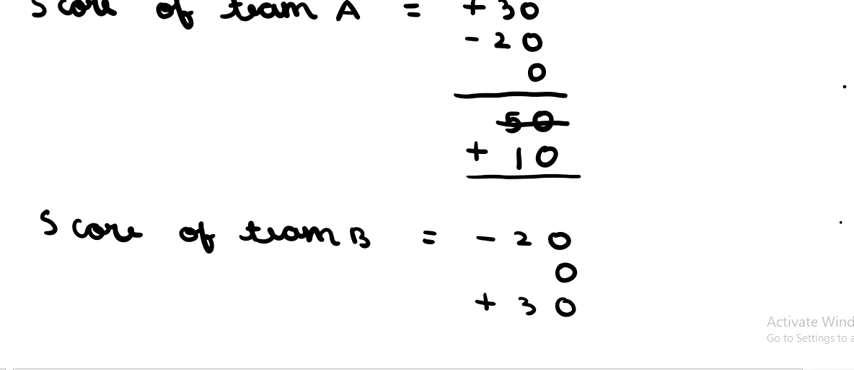 Score of team A = +30
- 20
0
50
+ 10
Score of team B = - 20
0
+ 30
Activate Wind
Go to Settings to a